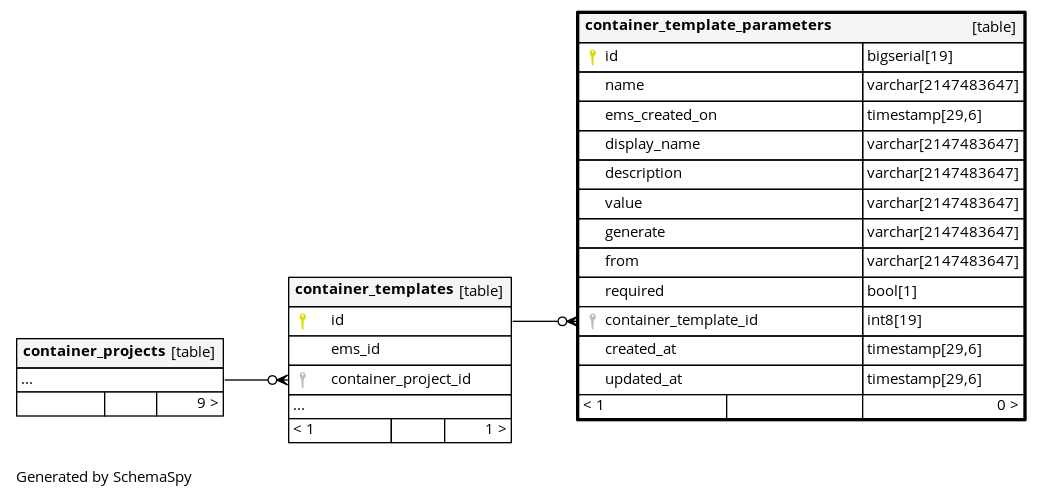 container_template_parameters [table]
id bigserial[19]
name varchar[2147483647]
ems_created_on timestamp[29,6]
display_name varchar[2147483647]
description varchar[2147483647]
value varchar[2147483647]
generate varchar[2147483647]
from varchar[2147483647]
required bool[1]
container_template_id int8[19]
created_at timestamp[29,6]
updated_at timestamp[29,6]
< 1 0 >
container_templates [table]
id
ems_id
container_project_id
...
< 1 1 >
container_projects [table]
...
9 >
Generated by SchemaSpy